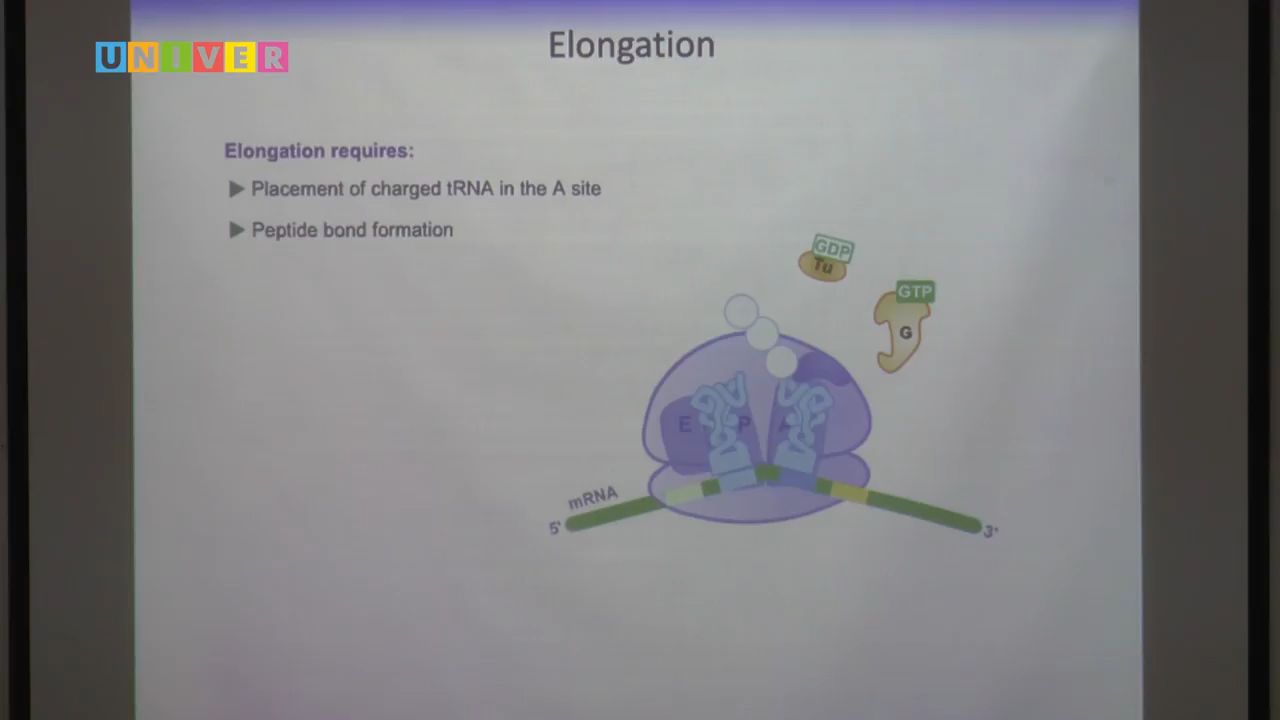 UNIVER
Elongation
Elongation requires:
▶ Placement of charged tRNA in the A site
▶ Peptide bond formation
GDP
Tu
GTP
G
E
P
A
mRNA
5'
3'